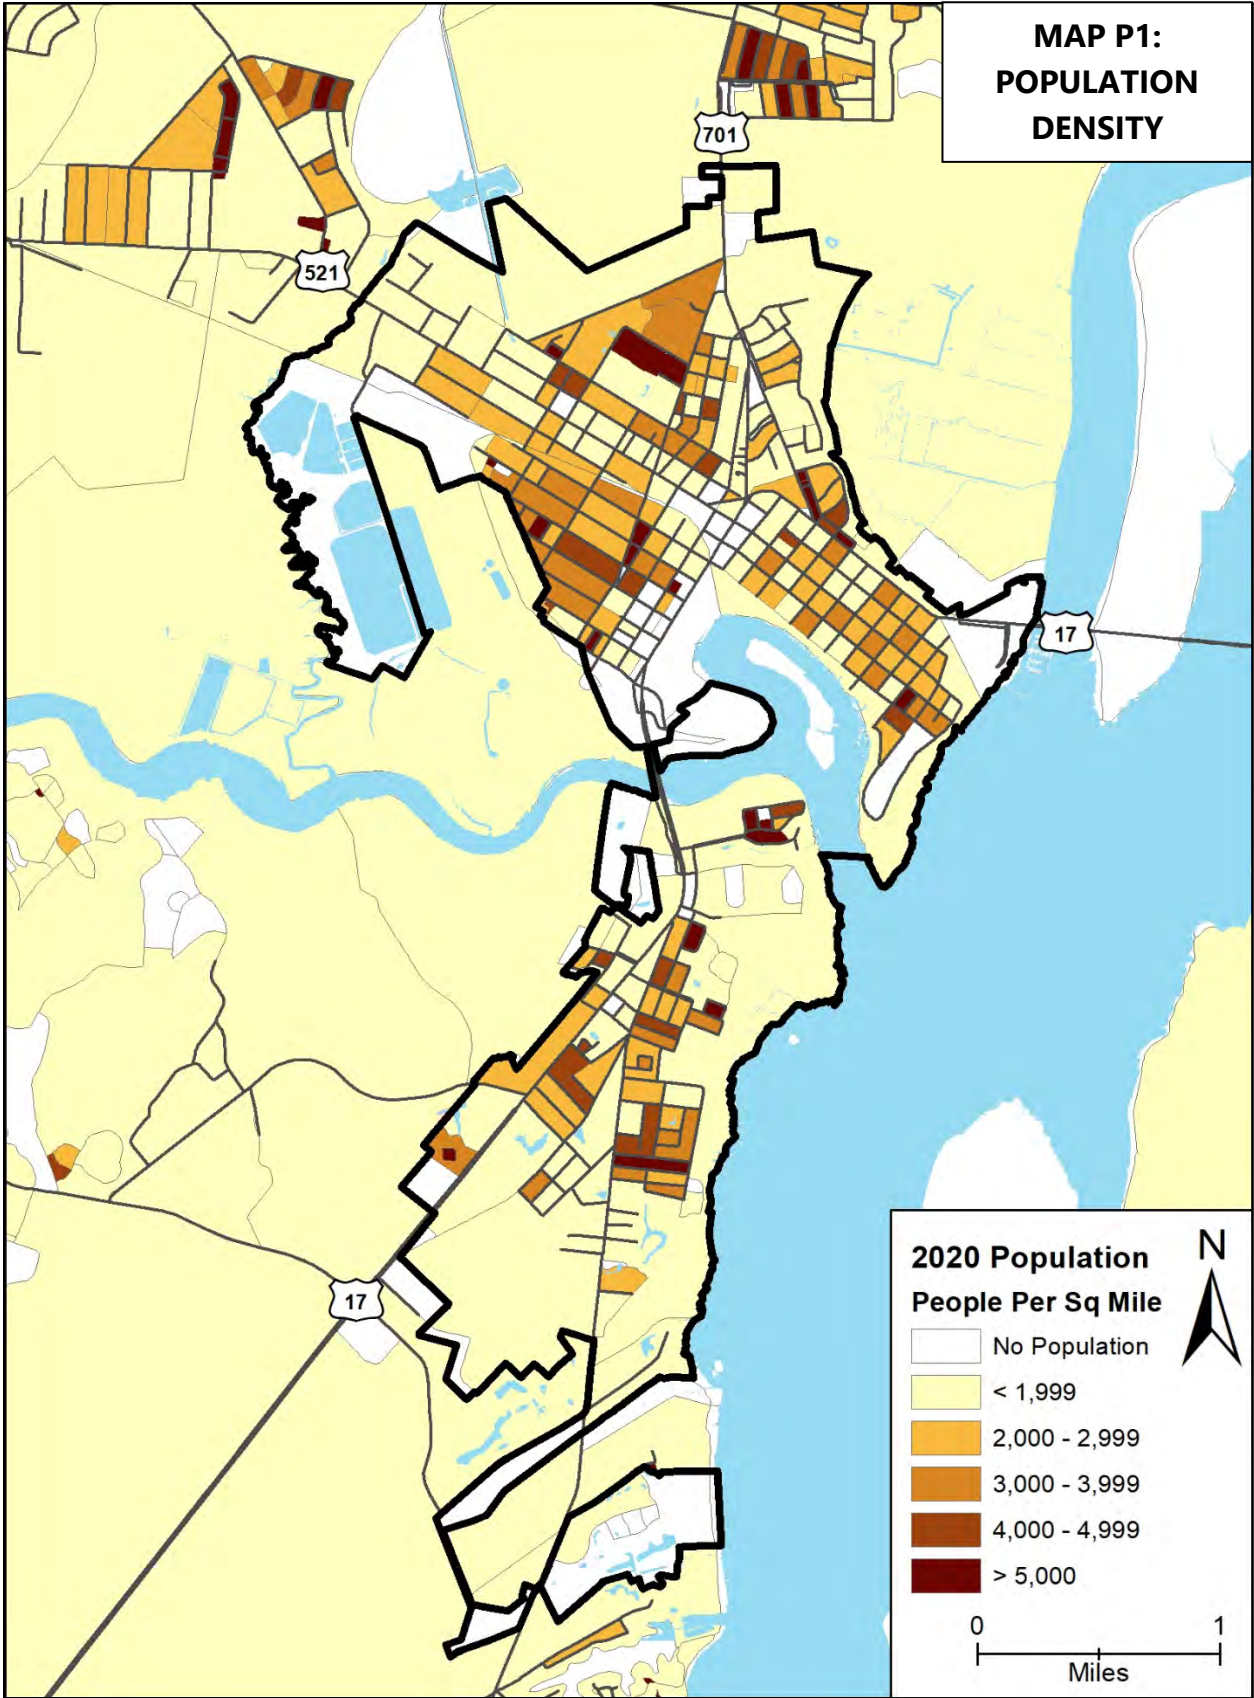 MAP P1:
POPULATION
DENSITY
701
521
17
17
2020 Population
People Per Sq Mile
N
No Population
< 1,999
2,000 - 2,999
3,000 - 3,999
4,000 - 4,999
> 5,000
0 1
Miles